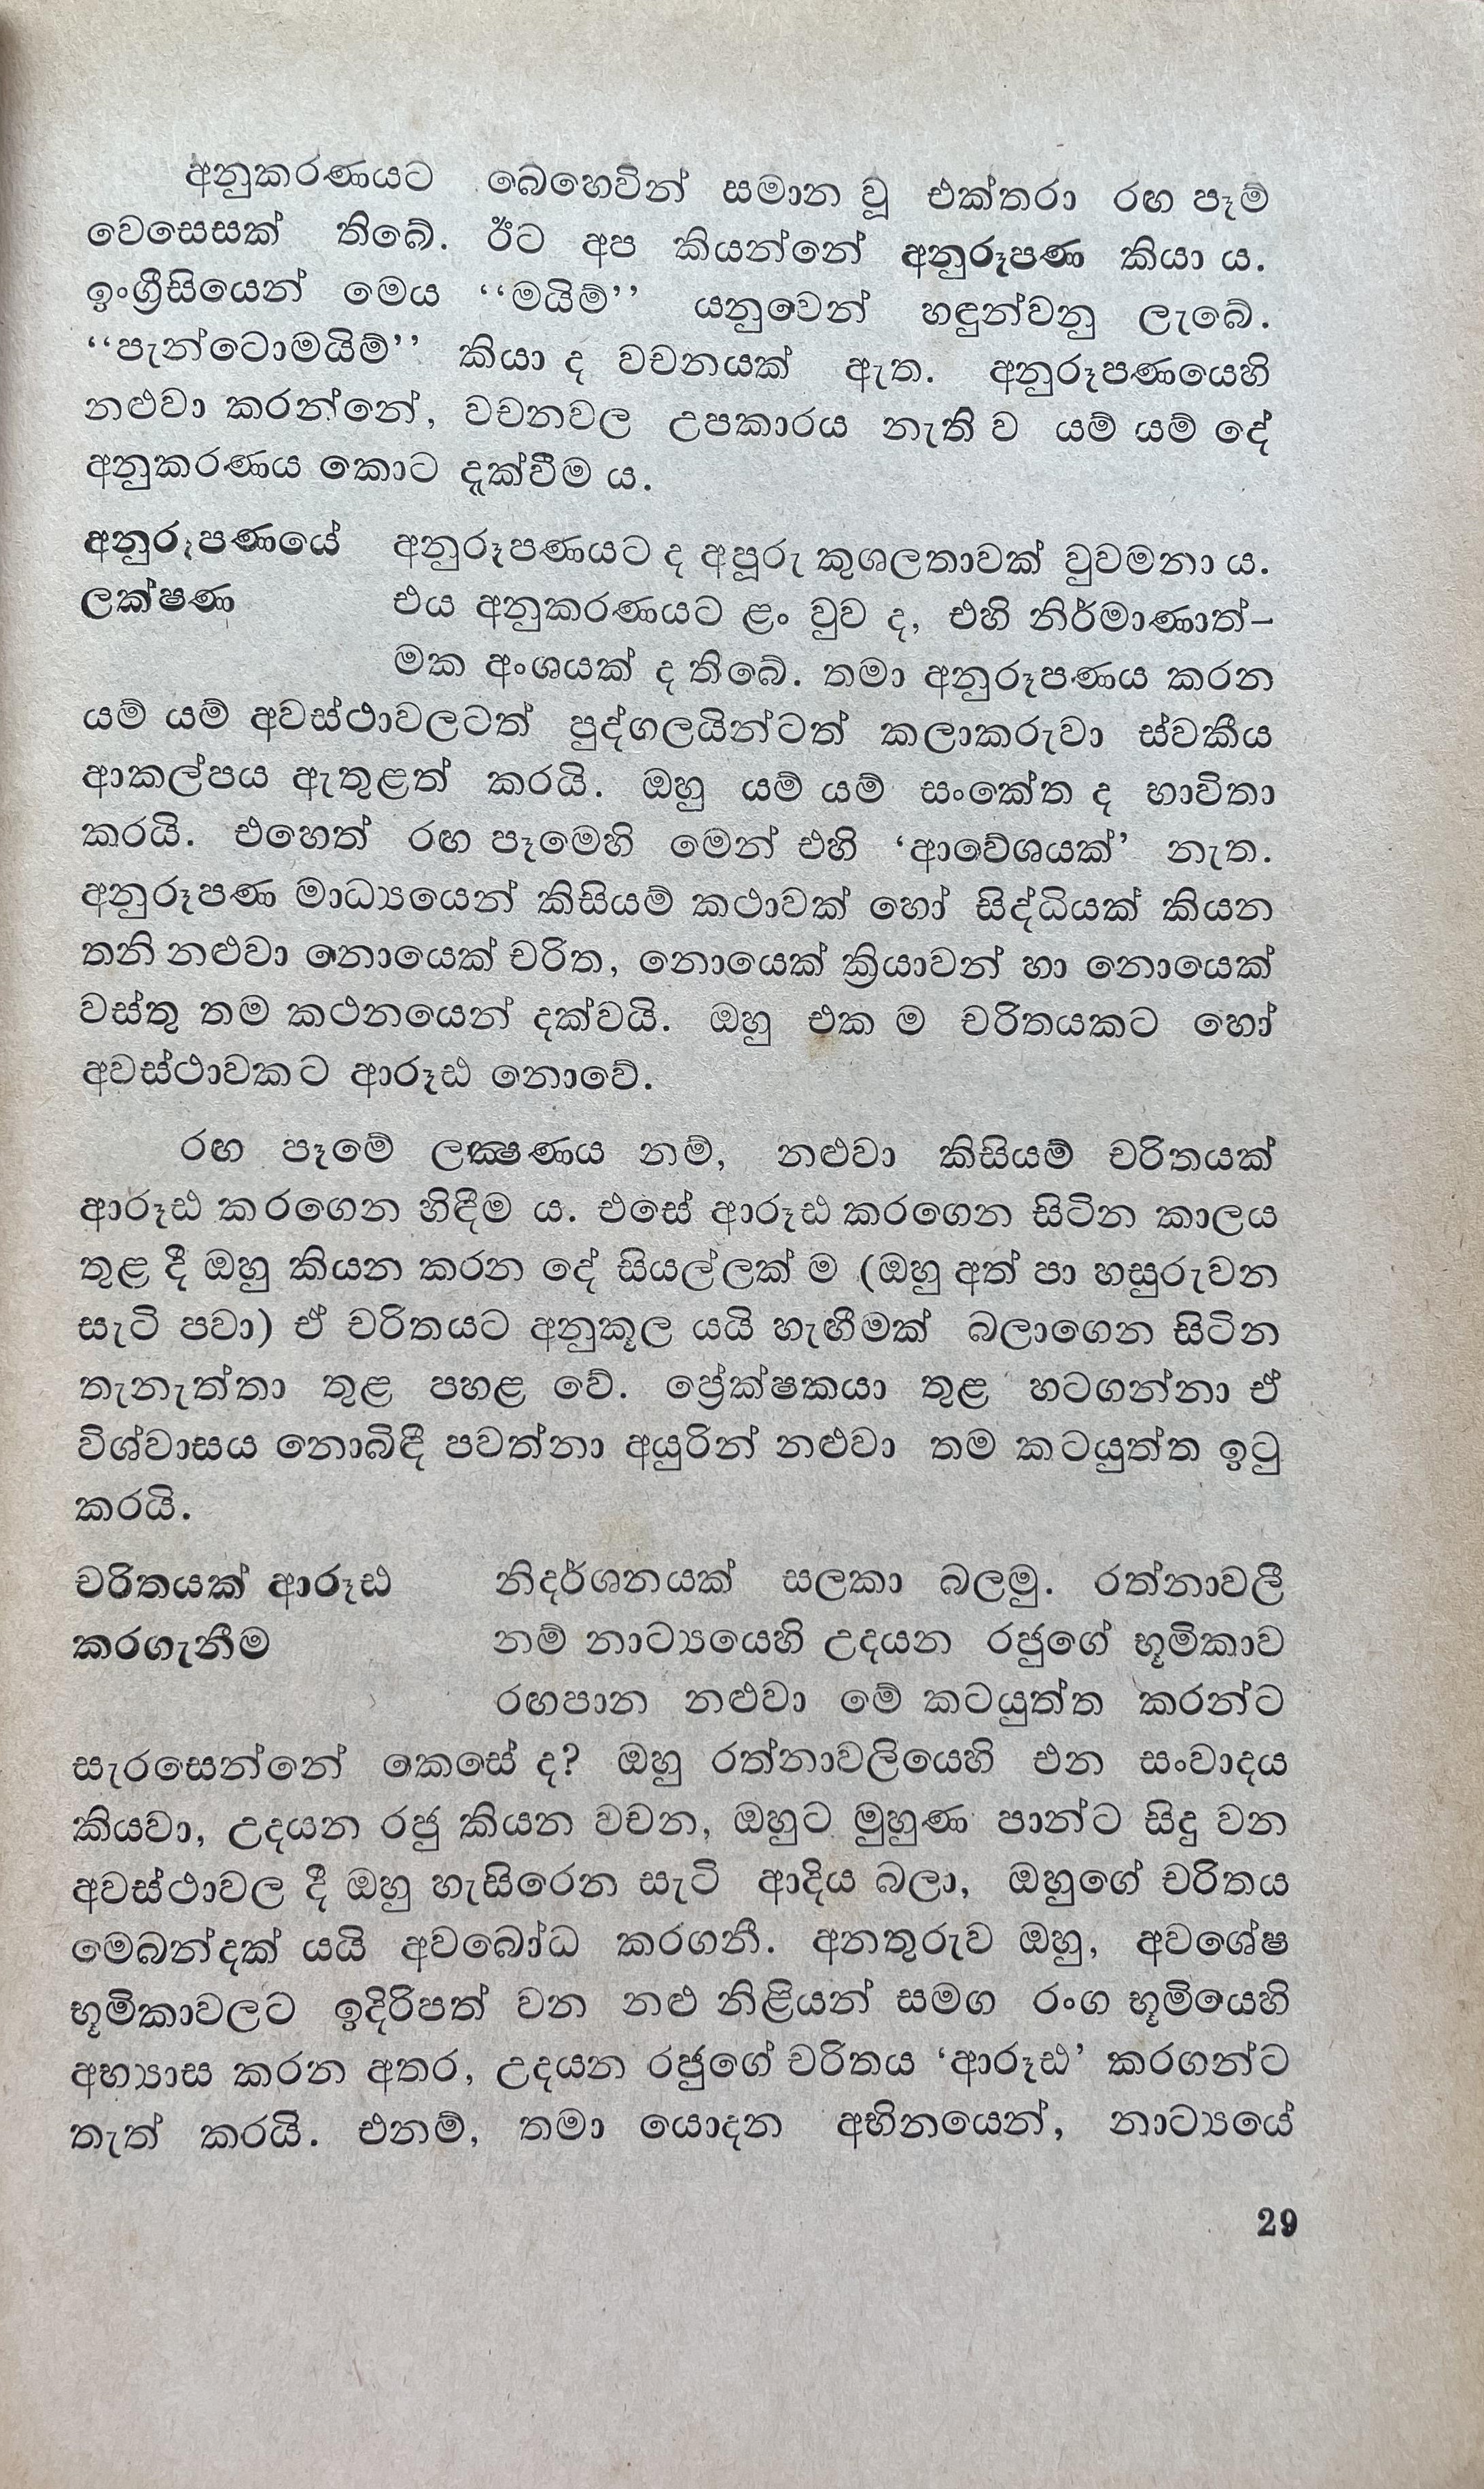 අනුකරණයට බෙහෙවින් සමාන වූ එක්තරා රඟ පෑම්
වෙසෙසක් තිබේ. ඊට අප කියන්නේ අනුරූපණ කියා ය.
ඉංග්‍රීසියෙන් මෙය ‘‘මයිම්’’ යනුවෙන් හඳුන්වනු ලැබේ.
‘‘පැන්ටොමයිම්’’ කියා ද වචනයක් ඇත. අනුරූපණයෙහි
නළුවා කරන්නේ, වචනවල උපකාරය නැති ව යම් යම් දේ
අනුකරණය කොට දැක්වීම ය.
අනුරූපණයේ
ලක්ෂණ
අනුරූපණයට ද අපූරු කුශලතාවක් වුවමනා ය.
එය අනුකරණයට ළං වුව ද, එහි නිර්මාණාත්–
මක අංශයක් ද තිබේ. තමා අනුරූපණය කරන
යම් යම් අවස්ථාවලටත් පුද්ගලයින්ටත් කලාකරුවා ස්වකීය
ආකල්පය ඇතුළත් කරයි. ඔහු යම් යම් සංකේත ද භාවිතා
කරයි. එහෙත් රඟ පෑමෙහි මෙන් එහි ‘ආවේශයක්’ නැත.
අනුරූපණ මාධ්‍යයෙන් කිසියම් කථාවක් හෝ සිද්ධියක් කියන
තනි නළුවා නොයෙක් චරිත, නොයෙක් ක්‍රියාවන් හා නොයෙක්
වස්තු තම කථනයෙන් දක්වයි. ඔහු එක ම චරිතයකට හෝ
අවස්ථාවකට ආරූඪ නොවේ.
රඟ පෑමේ ලක්‍ෂණය නම්, නළුවා කිසියම් චරිතයක්
ආරූඪ කරගෙන හිඳීම ය. එසේ ආරූඪ කරගෙන සිටින කාලය
තුළ දී ඔහු කියන කරන දේ සියල්ලක් ම (ඔහු අත් පා හසුරුවන
සැටි පවා) ඒ චරිතයට අනුකූල යයි හැඟීමක් බලාගෙන සිටින
තැනැත්තා තුළ පහළ වේ. ප්‍රේක්ෂකයා තුළ හටගන්නා ඒ
විශ්වාසය නොබිඳී පවත්නා අයුරින් නළුවා තම කටයුත්ත ඉටු
කරයි.
චරිතයක් ආරූඪ
කරගැනීම
නිදර්ශනයක් සලකා බලමු. රත්නාවලී
නම් නාට්‍යයෙහි උදයන රජුගේ භූමිකාව
රඟපාන නළුවා මේ කටයුත්ත කරන්ට
සැරසෙන්නේ කෙසේ ද? ඔහු රත්නාවලියෙහි එන සංවාදය
කියවා, උදයන රජු කියන වචන, ඔහුට මුහුණ පාන්ට සිදු වන
අවස්ථාවල දී ඔහු හැසිරෙන සැටි ආදිය බලා, ඔහුගේ චරිතය
මෙබන්දක් යයි අවබෝධ කරගනී. අනතුරුව ඔහු, අවශේෂ
භූමිකාවලට ඉදිරිපත් වන නළු නිළියන් සමග රංග භූමියෙහි
අභ්‍යාස කරන අතර, උදයන රජුගේ චරිතය ‘ආරූඪ’ කරගන්ට
තැත් කරයි. එනම්, තමා යොදන අභිනයෙන්, නාට්‍යයේ
29